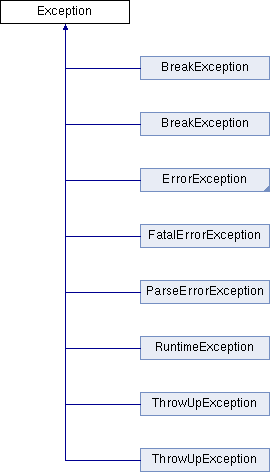 Exception
BreakException
BreakException
ErrorException
FatalErrorException
ParseErrorException
RuntimeException
ThrowUpException
ThrowUpException